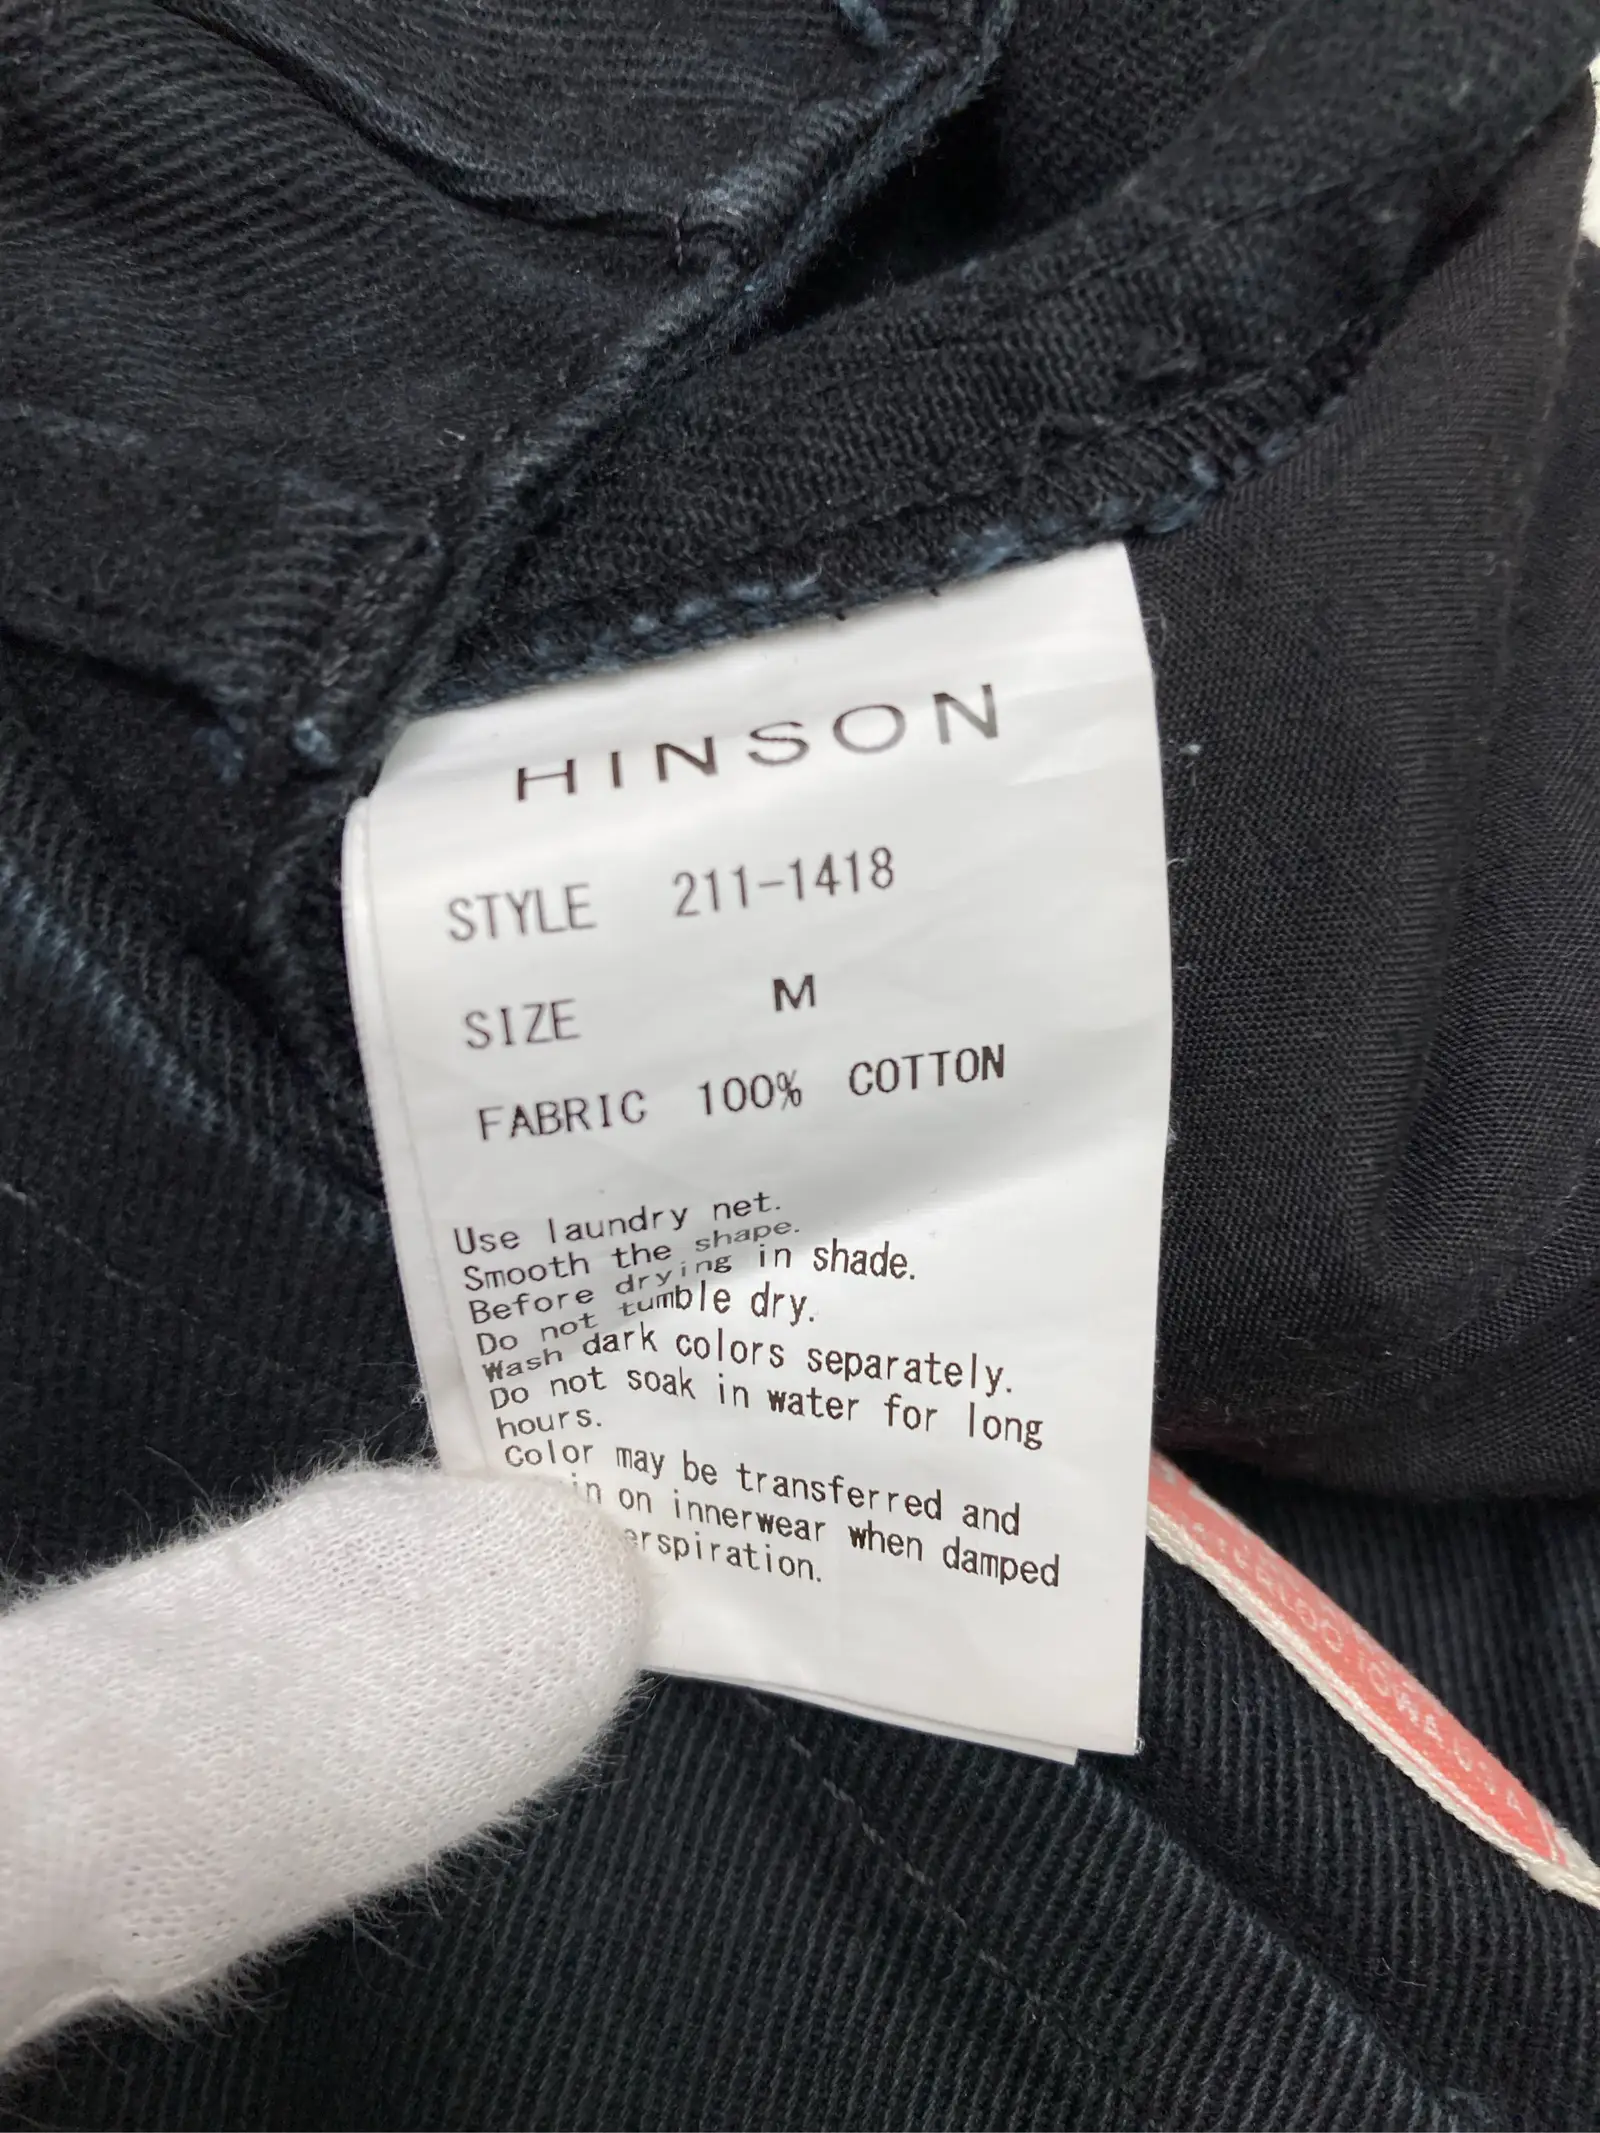 HINSON
STYLE 211-1418
SIZE M
FABRIC 100% COTTON
Use laundry net.
Smooth the shape.
Before drying in shade.
Do not tumble dry.
Wash dark colors separately.
Do not soak in water for long
hours.
Color may be transferred and
on innerwear when damped
IOWA U.S.A